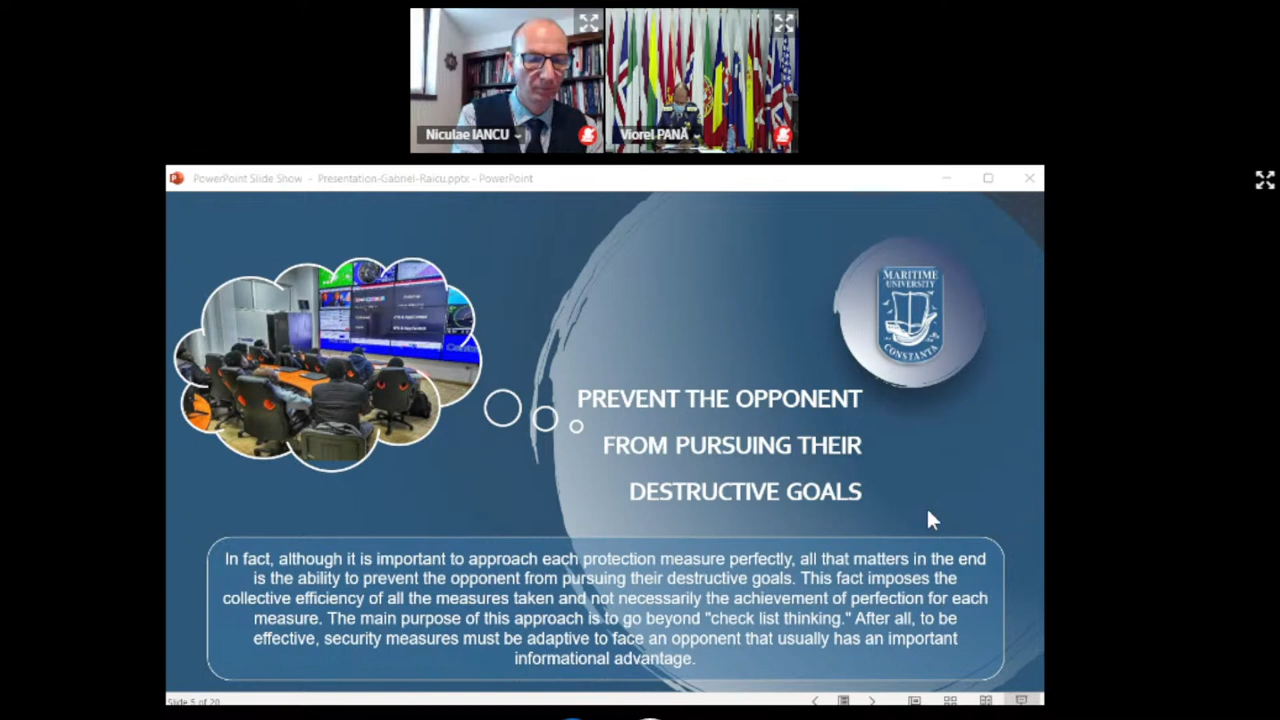 Niculae IANCU
Viorel PANĂ
PowerPoint Slide Show - Presentation-Gabriel-Raicu.pptx - PowerPoint
MARITIME
UNIVERSITY
CONSTANTA
PREVENT THE OPPONENT
FROM PURSUING THEIR
DESTRUCTIVE GOALS
In fact, although it is important to approach each protection measure perfectly, all that matters in the end
is the ability to prevent the opponent from pursuing their destructive goals. This fact imposes the
collective efficiency of all the measures taken and not necessarily the achievement of perfection for each
measure. The main purpose of this approach is to go beyond "check list thinking." After all, to be
effective, security measures must be adaptive to face an opponent that usually has an important
informational advantage.
Slide 5 of 20